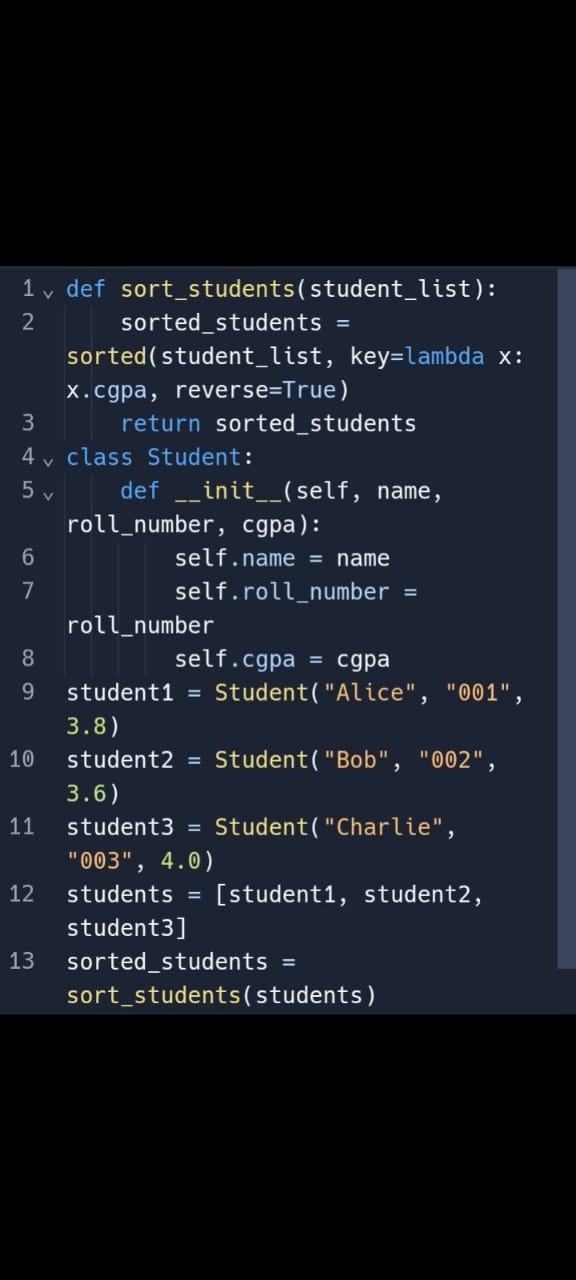 1 def sort_students(student_list):
2 sorted_students =
sorted(student_list, key=lambda x:
x.cgpa, reverse=True)
3 return sorted_students
4 class Student:
5 def __init__(self, name,
roll_number, cgpa):
6 self.name = name
7 self.roll_number =
roll_number
8 self.cgpa = cgpa
9 student1 = Student("Alice", "001",
3.8)
10 student2 = Student("Bob", "002",
3.6)
11 student3 = Student("Charlie",
"003", 4.0)
12 students = [student1, student2,
student3]
13 sorted_students =
sort_students(students)